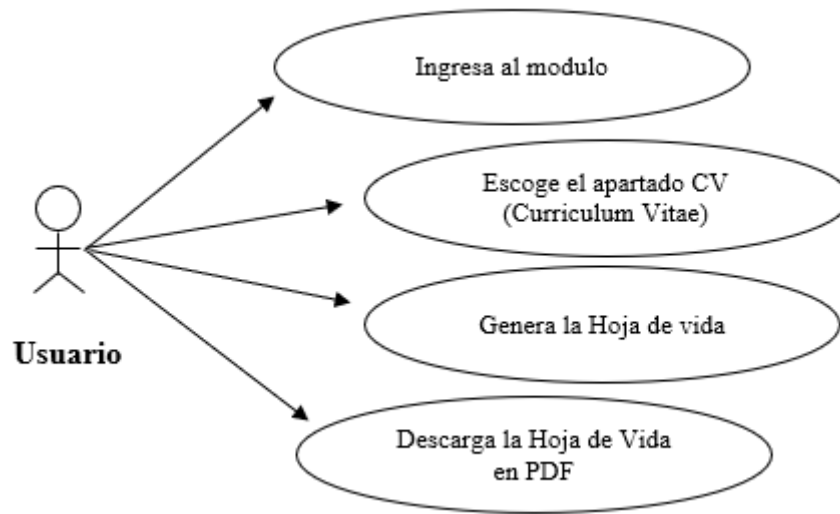 Ingresa al modulo
Escoge el apartado CV
(Curriculum Vitae)
Genera la Hoja de vida
Usuario
Descarga la Hoja de Vida
en PDF